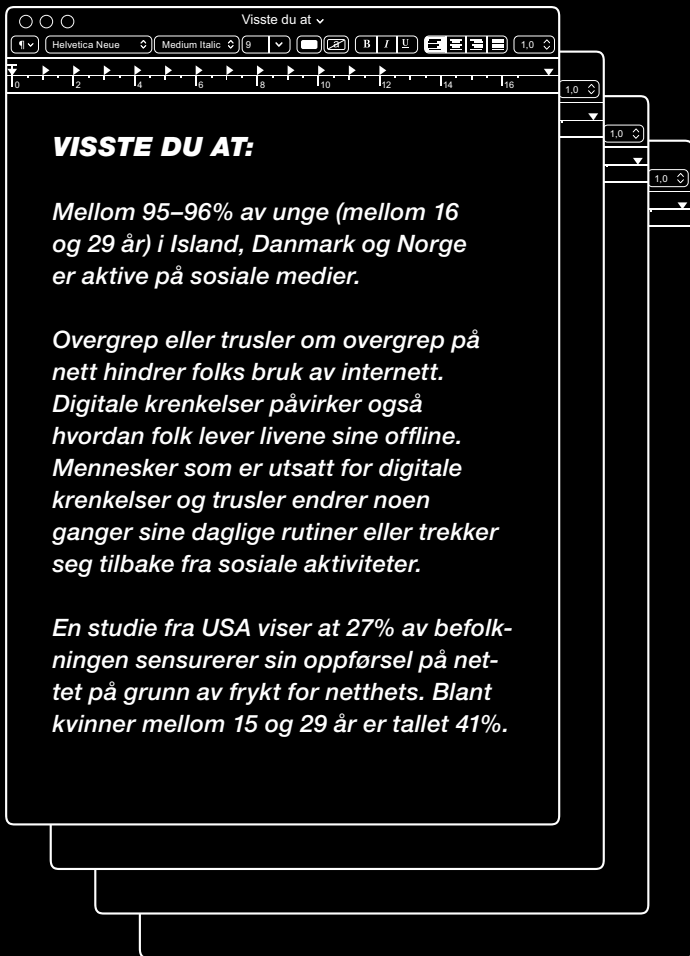 Visste du at
¶ Helvetica Neue Medium Italic 9 a B I U 1,0
0 2 4 6 8 10 12 14 16
1,0
1,0
1,0
VISSTE DU AT:
Mellom 95–96% av unge (mellom 16
og 29 år) i Island, Danmark og Norge
er aktive på sosiale medier.
Overgrep eller trusler om overgrep på
nett hindrer folks bruk av internett.
Digitale krenkelser påvirker også
hvordan folk lever livene sine offline.
Mennesker som er utsatt for digitale
krenkelser og trusler endrer noen
ganger sine daglige rutiner eller trekker
seg tilbake fra sosiale aktiviteter.
En studie fra USA viser at 27% av befolk-
ningen sensurerer sin oppførsel på net-
tet på grunn av frykt for netthets. Blant
kvinner mellom 15 og 29 år er tallet 41%.